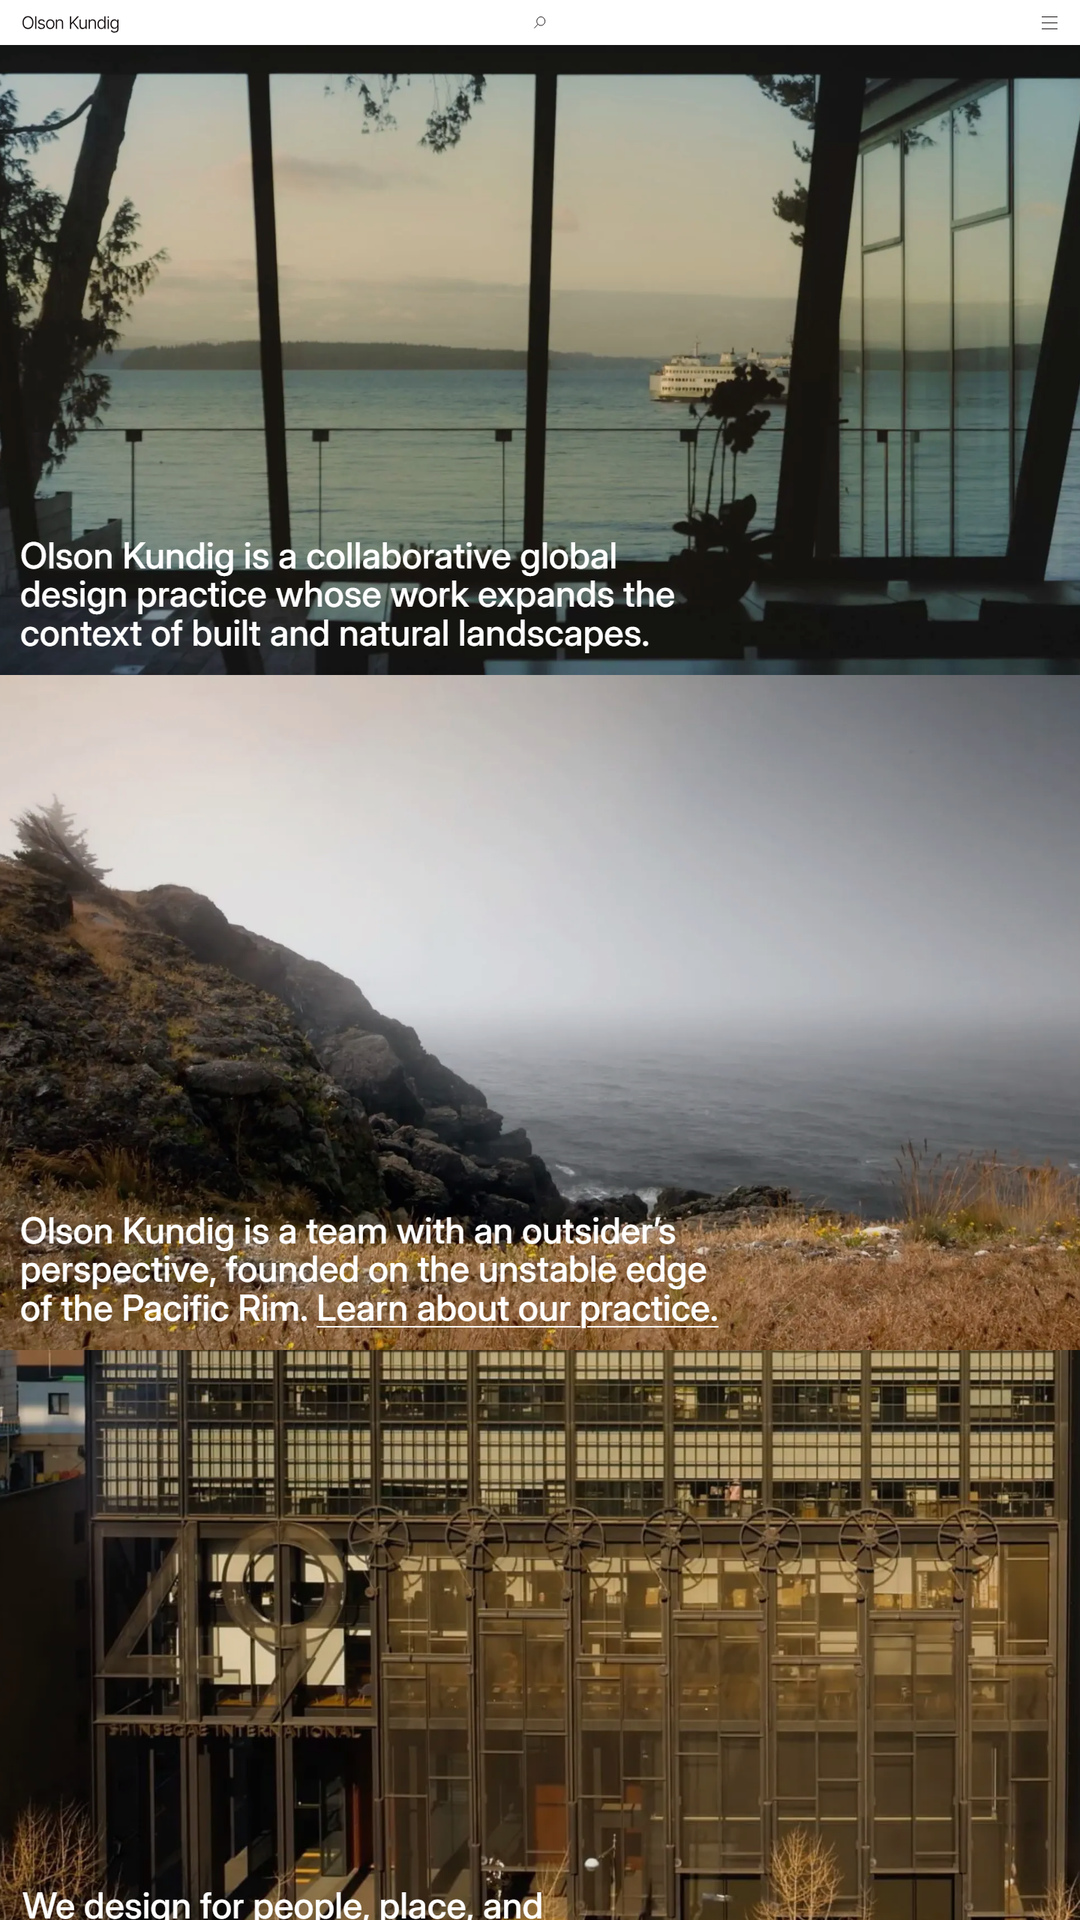 Olson Kundig
Olson Kundig is a collaborative global
design practice whose work expands the
context of built and natural landscapes.
Olson Kundig is a team with an outsider’s
perspective, founded on the unstable edge
of the Pacific Rim. Learn about our practice.
49
SHINSEGAE INTERNATIONAL
We design for people, place, and